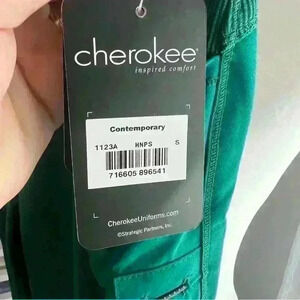 cherokee®
inspired comfort
Contemporary
1123A HNPS S
716605 896541
CherokeeUniforms.com
©Strategic Partners, Inc.